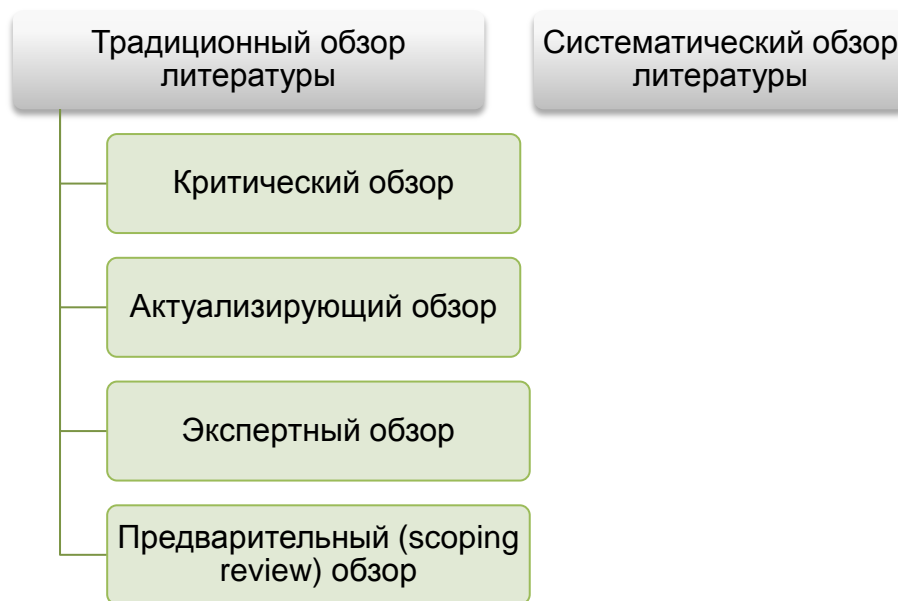 Традиционный обзор
литературы
Систематический обзор
литературы
Критический обзор
Актуализирующий обзор
Экспертный обзор
Предварительный (scoping
review) обзор